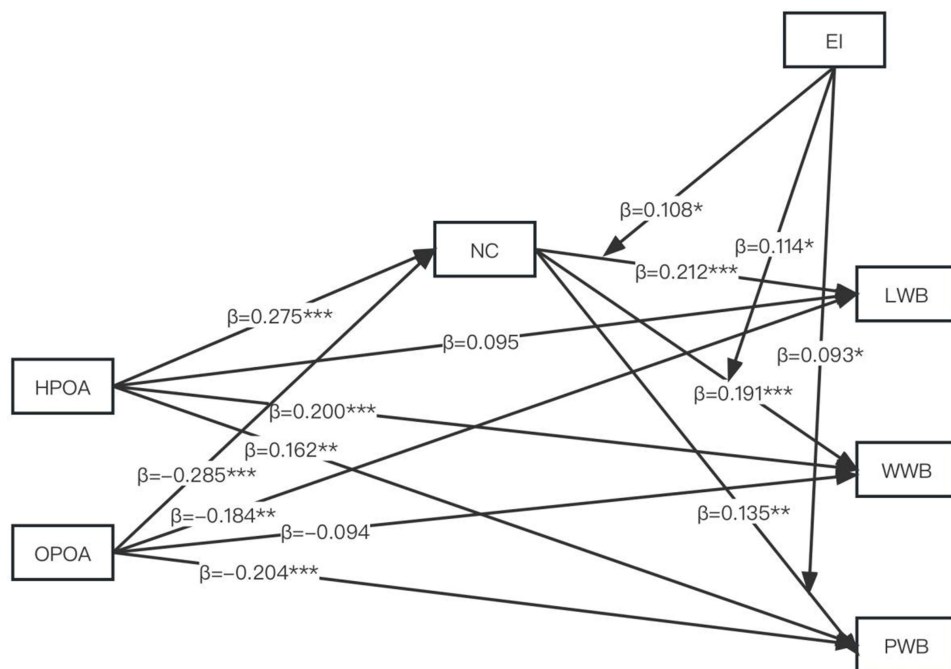 EI
β=0.108*
NC
β=0.114*
β=0.212***
LWB
β=0.275***
β=0.095
β=0.093*
HPOA
β=0.191***
β=0.200***
β=0.162**
WWB
β=−0.285***
β=−0.184**
β=0.135**
β=−0.094
OPOA
β=−0.204***
PWB